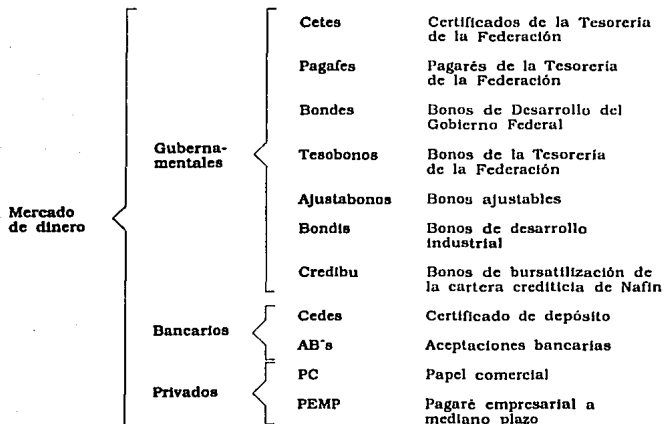 Mercado
de dinero
Guberna-
mentales
Cetes Certificados de la Tesorería
de la Federación
Pagafes Pagarés de la Tesorería
de la Federación
Bondes Bonos de Desarrollo del
Gobierno Federal
Tesobonos Bonos de la Tesorería
de la Federación
Ajustabonos Bonos ajustables
Bondis Bonos de desarrollo
industrial
Credibu Bonos de bursatilización de
la cartera crediticia de Nafin
Bancarios
Cedes Certificado de depósito
AB's Aceptaciones bancarias
Privados
PC Papel comercial
PEMP Pagaré empresarial a
mediano plazo